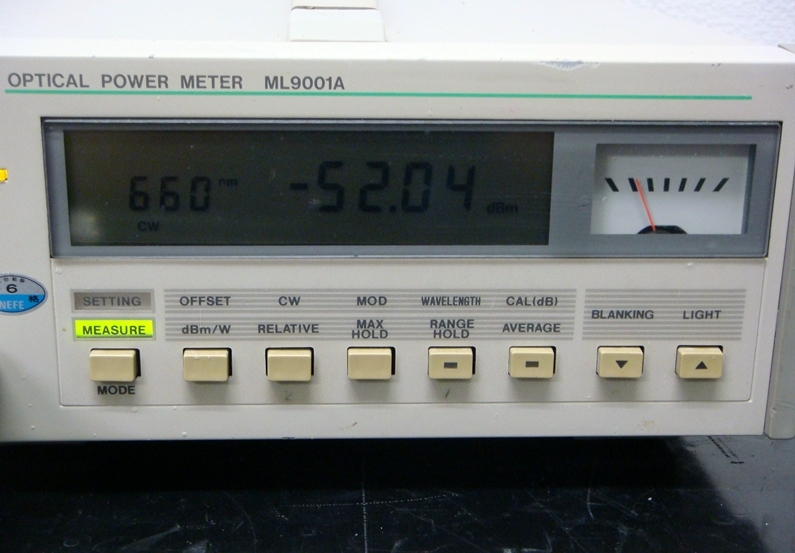 OPTICAL POWER METER ML9001A
660 nm -52.04 dBm
CW
6
NEFE
SETTING OFFSET CW MOD WAVELENGTH CAL(dB)
BLANKING LIGHT
MEASURE dBm/W RELATIVE MAX HOLD RANGE HOLD AVERAGE
MODE